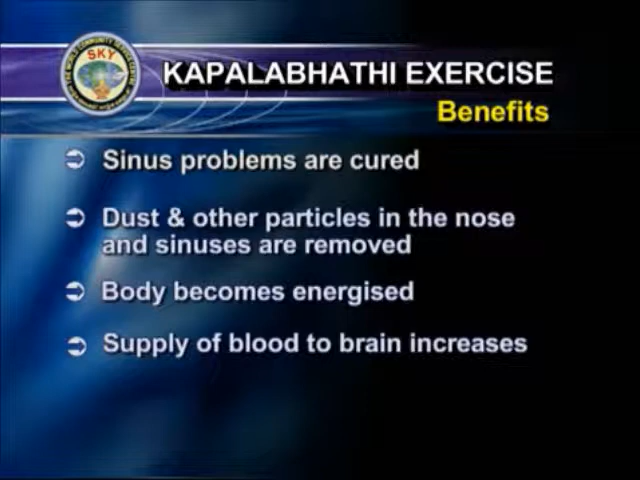 SKY
KAPALABHATHI EXERCISE
Benefits
Sinus problems are cured
Dust & other particles in the nose
and sinuses are removed
Body becomes energised
Supply of blood to brain increases